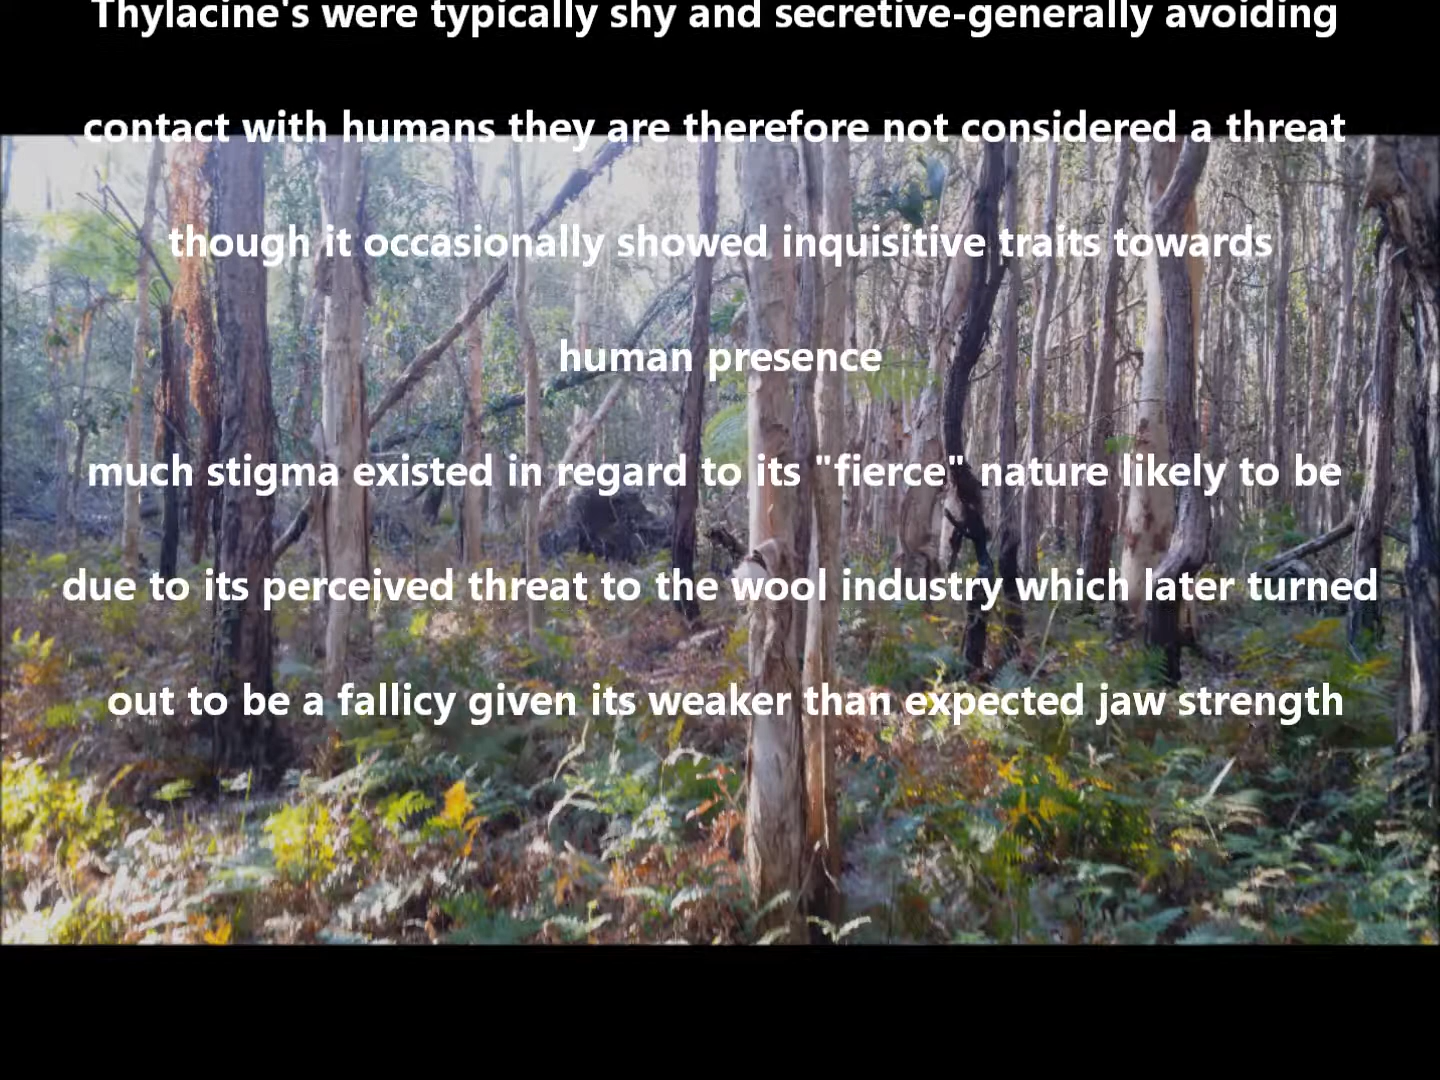 Thylacine's were typically shy and secretive-generally avoiding
contact with humans they are therefore not considered a threat
though it occasionally showed inquisitive traits towards
human presence
much stigma existed in regard to its "fierce" nature likely to be
due to its perceived threat to the wool industry which later turned
out to be a fallicy given its weaker than expected jaw strength